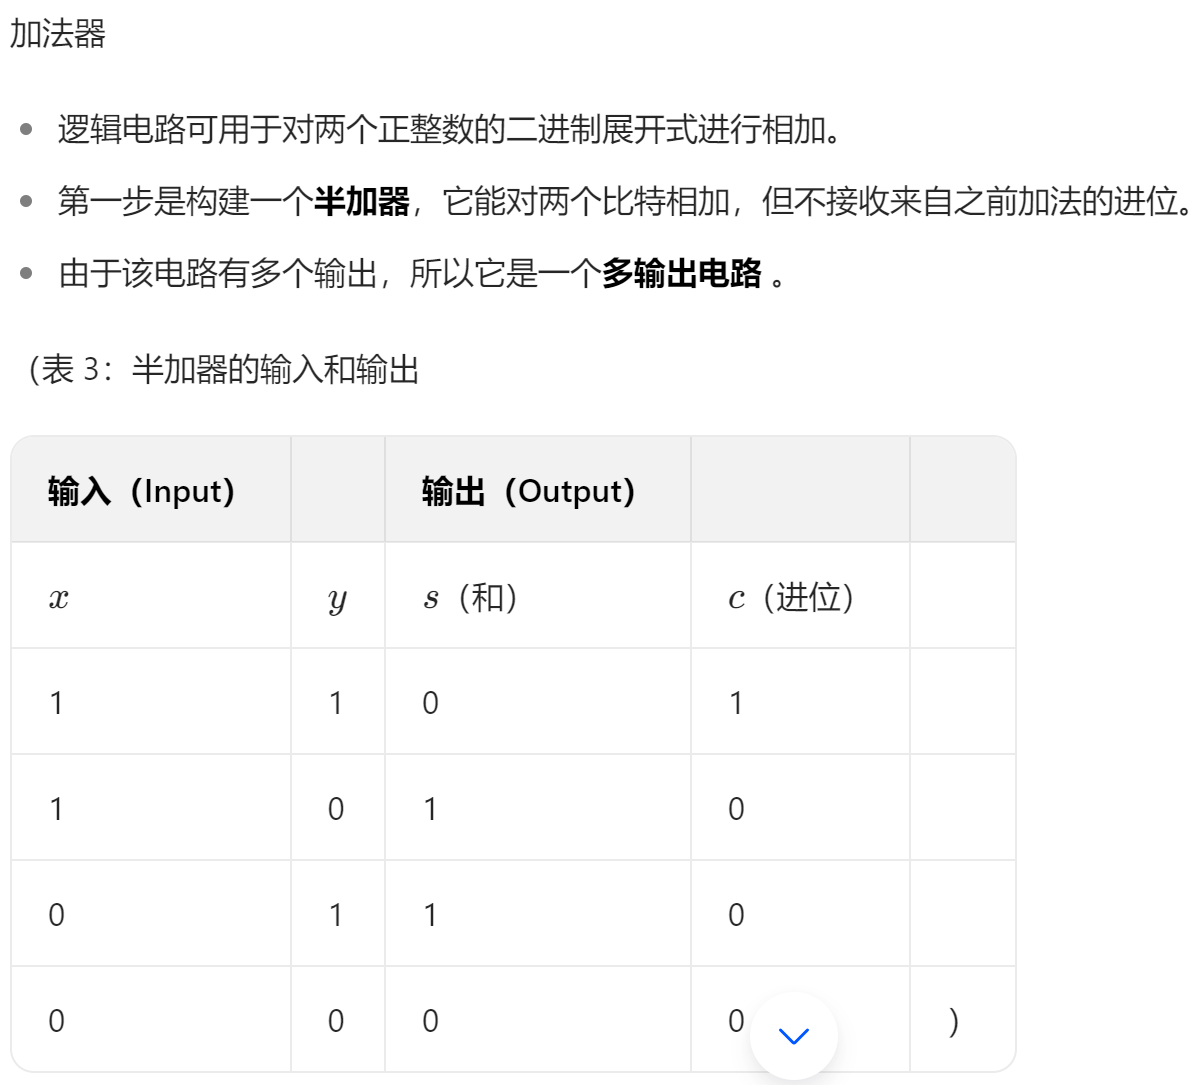 加法器
逻辑电路可用于对两个正整数的二进制展开式进行相加。
第一步是构建一个半加器，它能对两个比特相加，但不接收来自之前加法的进位。
由于该电路有多个输出，所以它是一个多输出电路 。
（表 3：半加器的输入和输出
输入（Input） 输出（Output）
x y s（和） c（进位）
1 1 0 1
1 0 1 0
0 1 1 0
0 0 0 0 ）